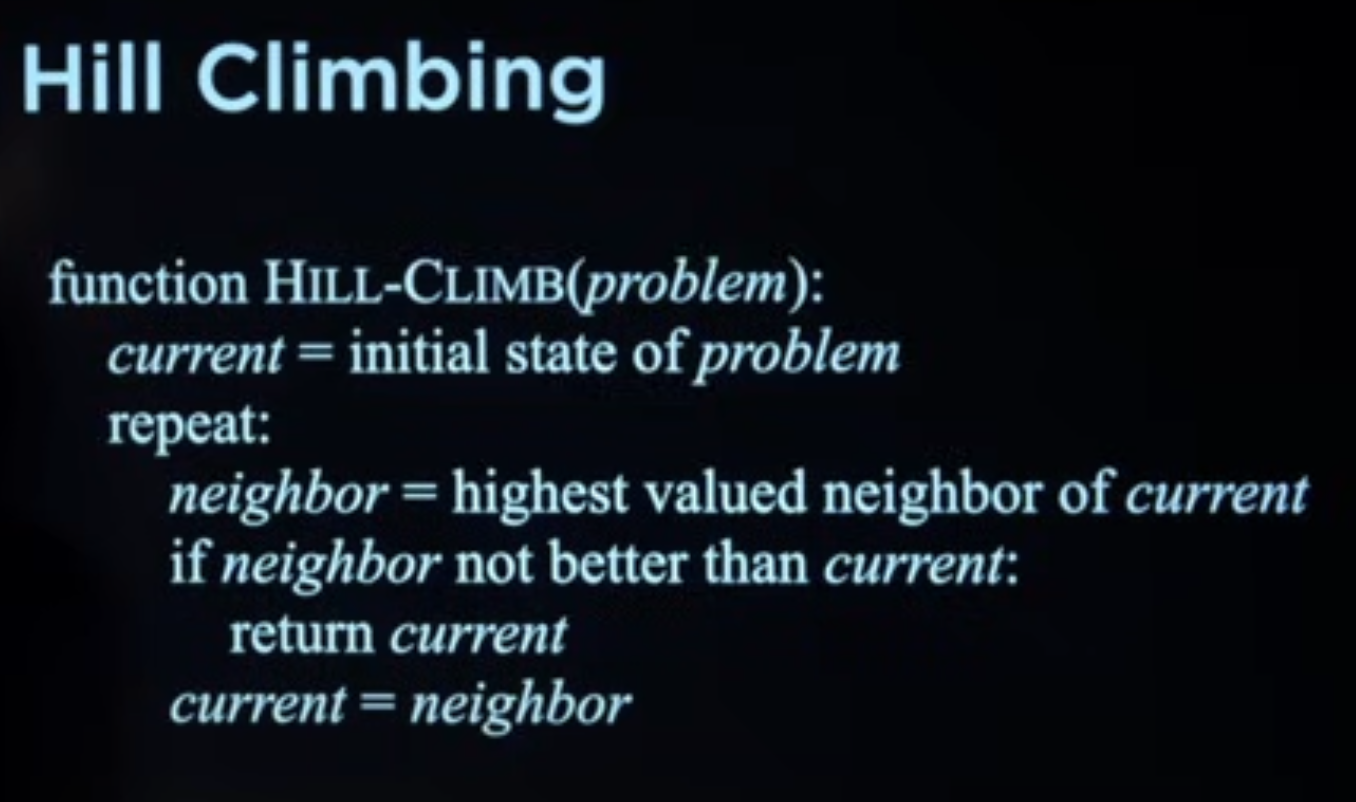 Hill Climbing
function HILL-CLIMB(problem):
current = initial state of problem
repeat:
neighbor = highest valued neighbor of current
if neighbor not better than current:
return current
current = neighbor